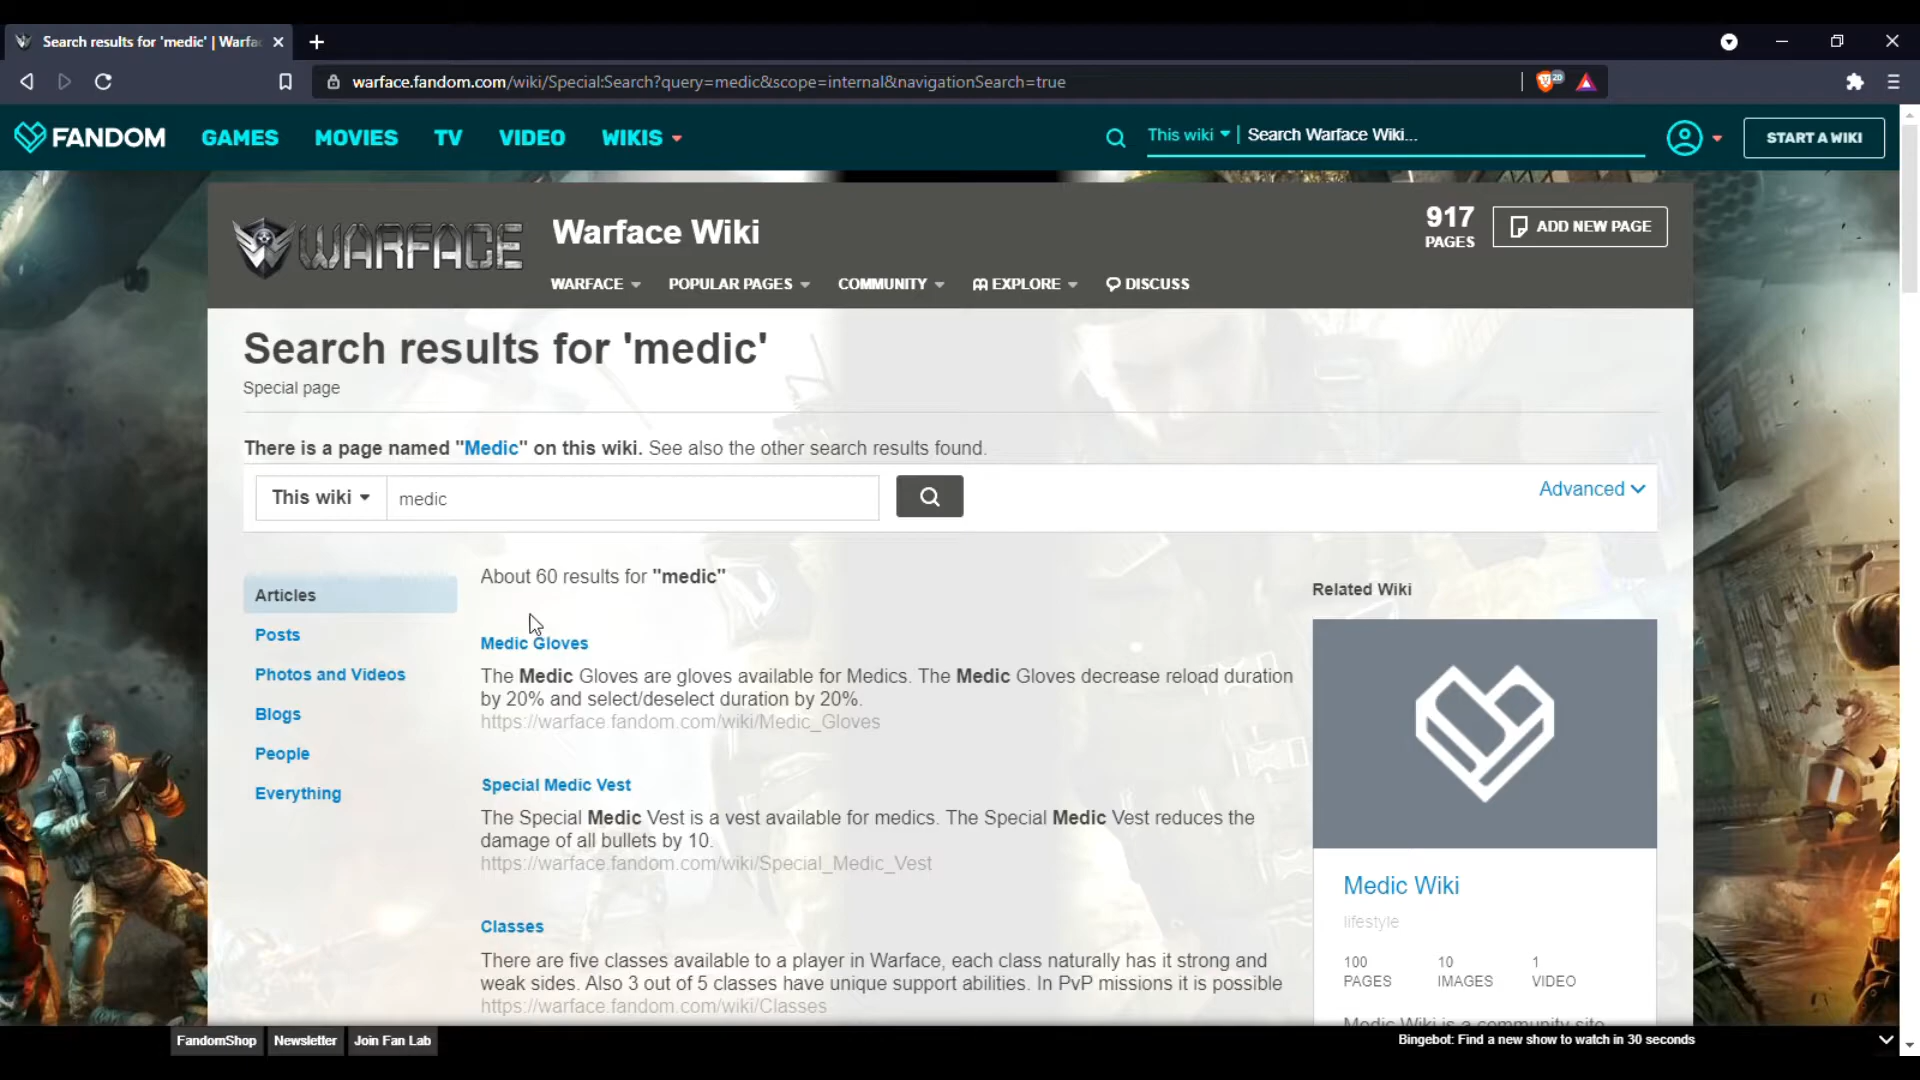 Search results for 'medic' | Warfa
warface.fandom.com/wiki/Special:Search?query=medic&scope=internal&navigationSearch=true
20
FANDOM GAMES MOVIES TV VIDEO WIKIS This wiki Search Warface Wiki... START A WIKI
WARFACE
Warface Wiki
917 PAGES
ADD NEW PAGE
WARFACE POPULAR PAGES COMMUNITY EXPLORE DISCUSS
Search results for 'medic'
Special page
There is a page named "Medic" on this wiki. See also the other search results found.
This wiki medic
Advanced
Articles
Posts
Photos and Videos
Blogs
People
Everything
About 60 results for "medic"
Medic Gloves
The Medic Gloves are gloves available for Medics. The Medic Gloves decrease reload duration
by 20% and select/deselect duration by 20%.
https://warface.fandom.com/wiki/Medic_Gloves
Special Medic Vest
The Special Medic Vest is a vest available for medics. The Special Medic Vest reduces the
damage of all bullets by 10.
https://warface.fandom.com/wiki/Special_Medic_Vest
Classes
There are five classes available to a player in Warface, each class naturally has it strong and
weak sides. Also 3 out of 5 classes have unique support abilities. In PvP missions it is possible
https://warface.fandom.com/wiki/Classes
Related Wiki
Medic Wiki
lifestyle
100 10 1
PAGES IMAGES VIDEO
Medic Wiki is a community site
FandomShop Newsletter Join Fan Lab
Bingebot: Find a new show to watch in 30 seconds